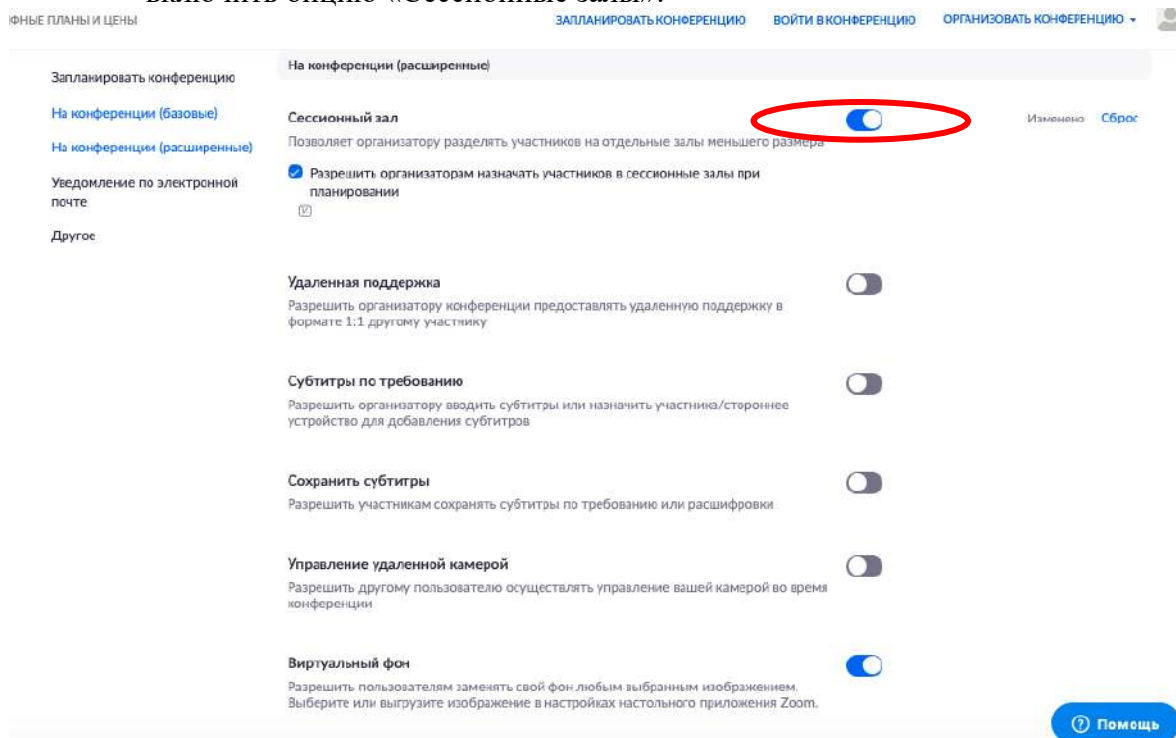 включить опцию «Сессионные залы».
ФНЫЕ ПЛАНЫ И ЦЕНЫ
ЗАПЛАНИРОВАТЬ КОНФЕРЕНЦИЮ
ВОЙТИ В КОНФЕРЕНЦИЮ
ОРГАНИЗОВАТЬ КОНФЕРЕНЦИЮ
Запланировать конференцию
На конференции (базовые)
На конференции (расширенные)
Уведомление по электронной
почте
Другое
На конференции (расширенные)
Сессионный зал
Изменено Сброс
Позволяет организатору разделять участников на отдельные залы меньшего размера
Разрешить организаторам назначать участников в сессионные залы при
планировании
Удаленная поддержка
Разрешить организатору конференции предоставлять удаленную поддержку в
формате 1:1 другому участнику
Субтитры по требованию
Разрешить организатору вводить субтитры или назначить участника/стороннее
устройство для добавления субтитров
Сохранить субтитры
Разрешить участникам сохранять субтитры по требованию или расшифровки
Управление удаленной камерой
Разрешить другому пользователю осуществлять управление вашей камерой во время
конференции
Виртуальный фон
Разрешить пользователям заменять свой фон любым выбранным изображением.
Выберите или выгрузите изображение в настройках настольного приложения Zoom.
Помощь